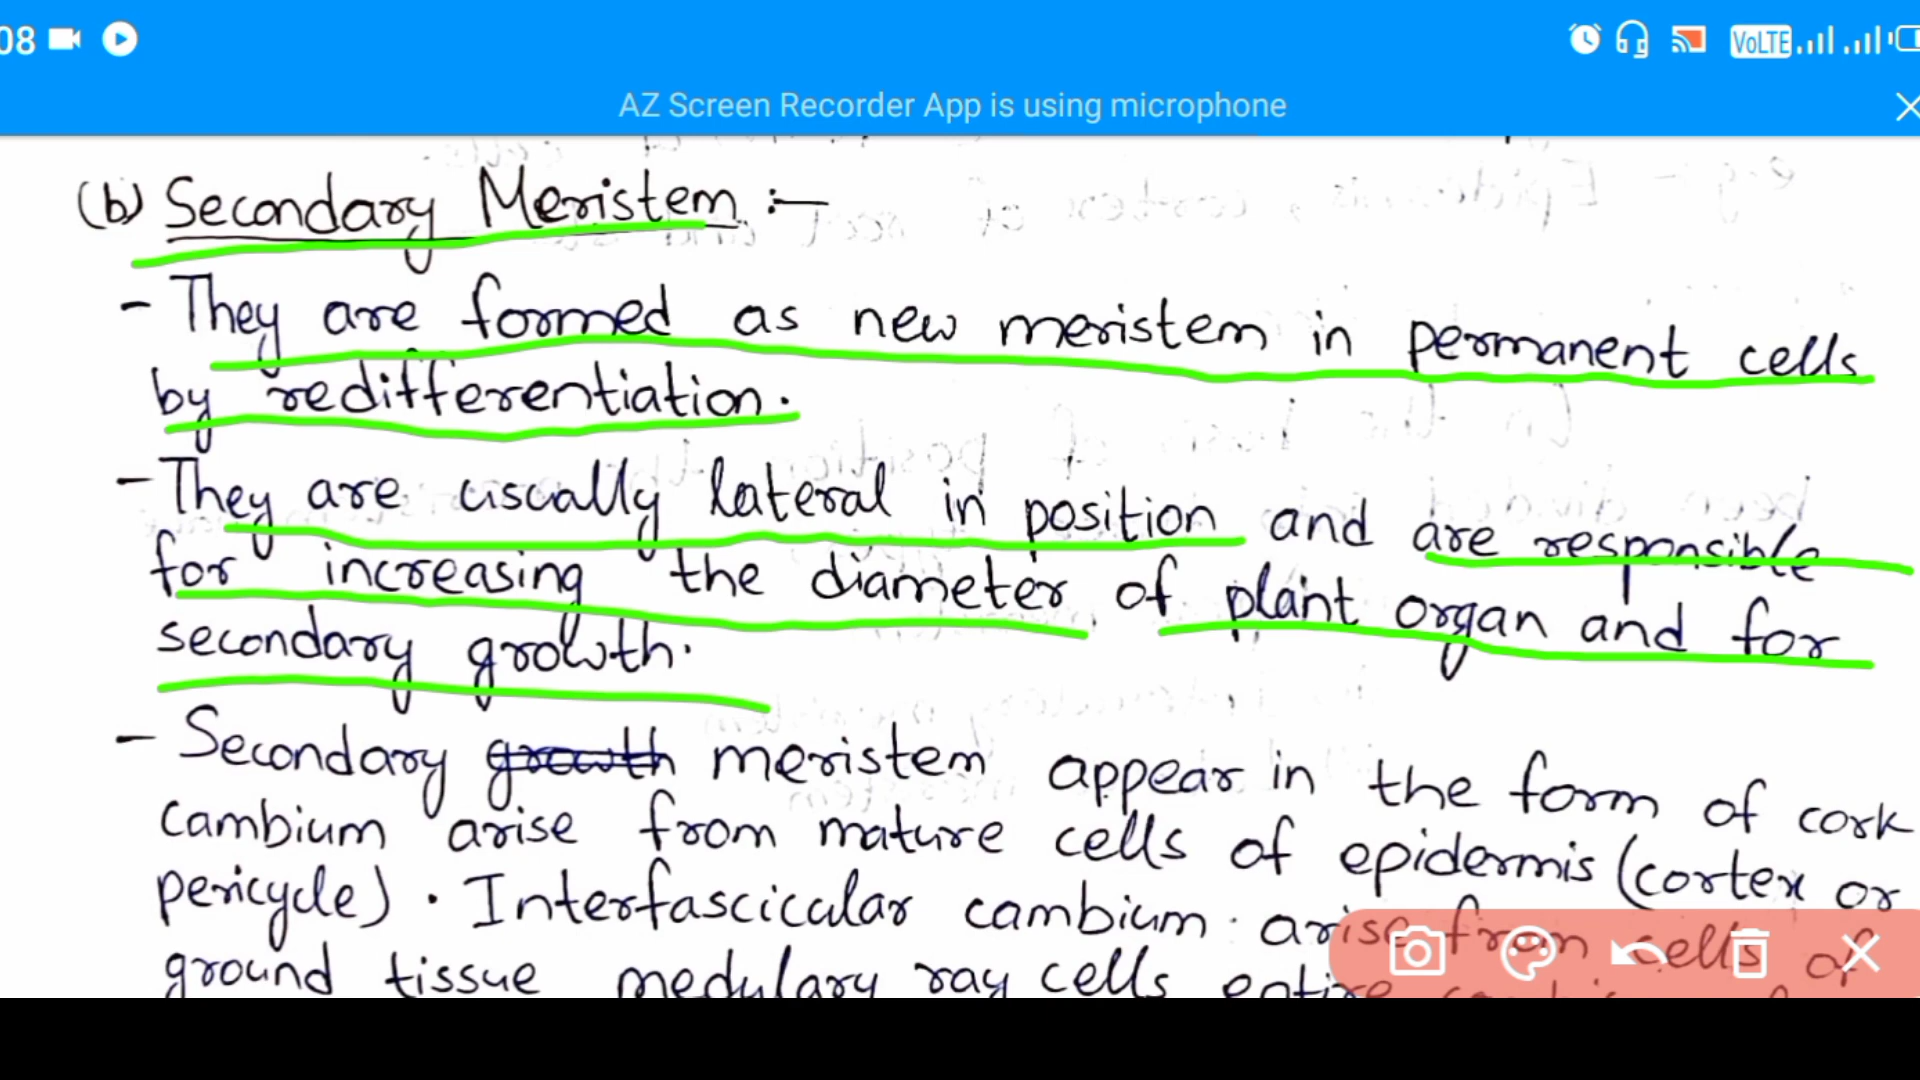 08
VoLTE
AZ Screen Recorder App is using microphone
(b) Secondary Meristem :-
- They are formed as new meristem in permanent cells
by redifferentiation.
- They are usually lateral in position and are responsible
for increasing the diameter of plant organ and for
secondary growth.
- Secondary growth meristem appear in the form of cork
cambium arise from mature cells of epidermis (cortex or
pericycle). Interfascicular cambium arise from cells of
ground tissue medulary ray cells entire